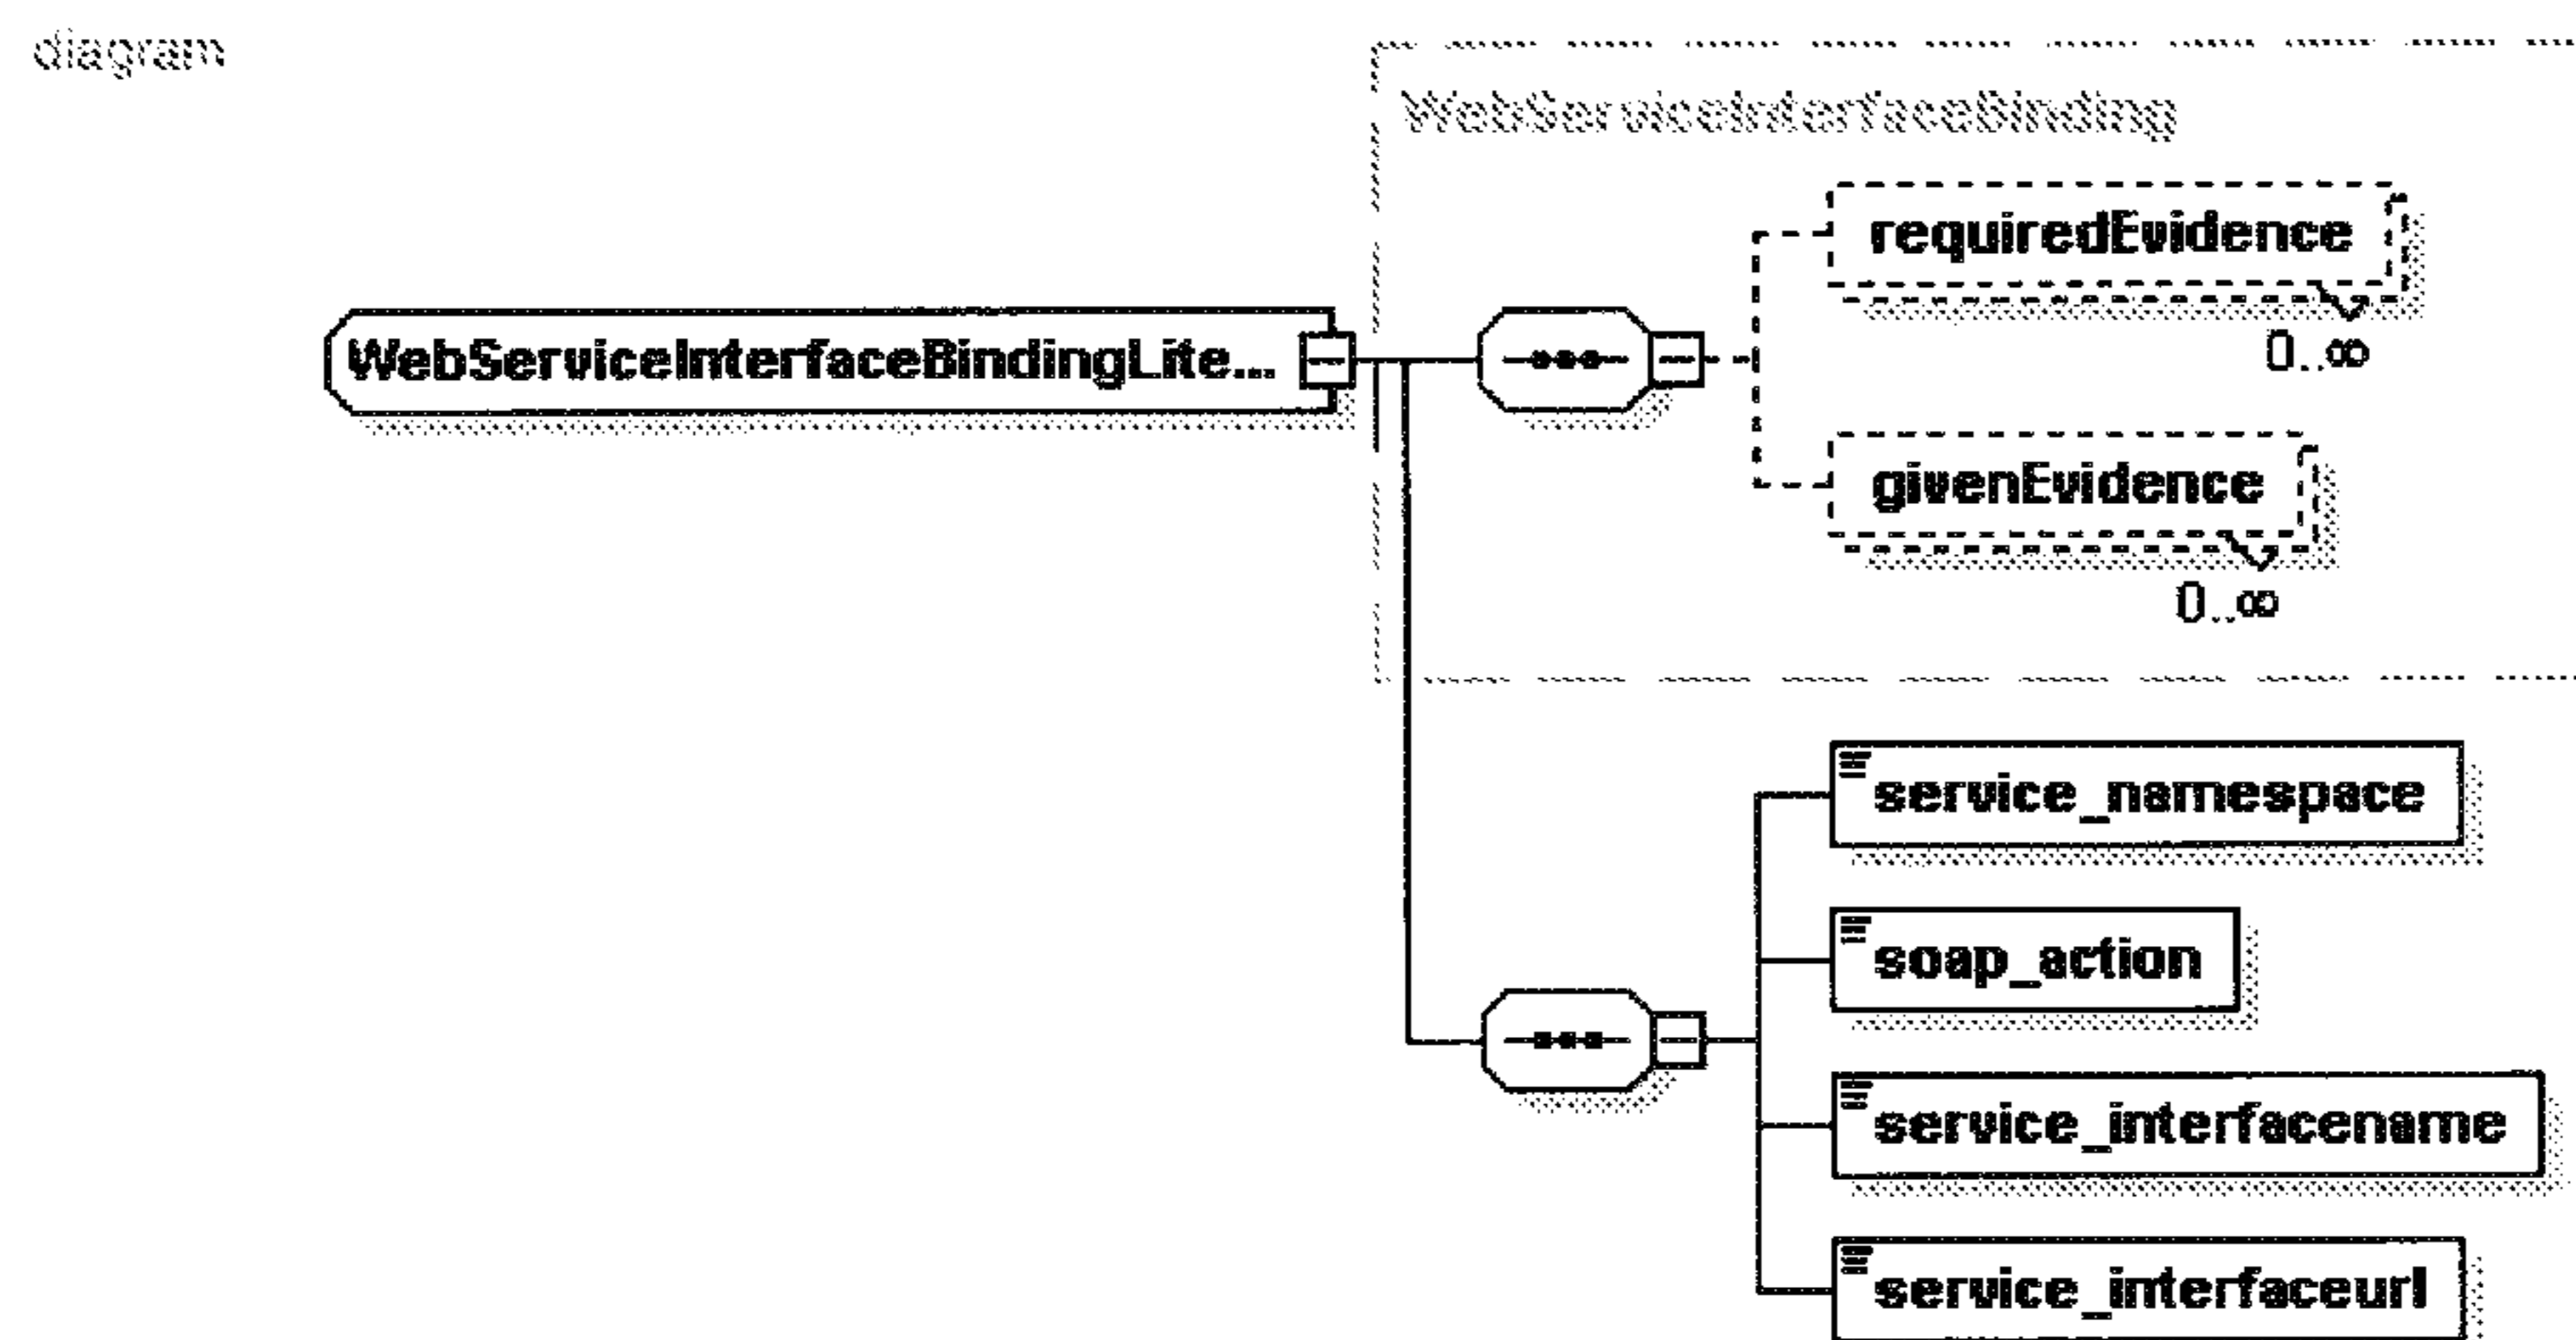 diagram
WebServiceInterfaceBinding
requiredEvidence
0..∞
WebServiceInterfaceBindingLite...
givenEvidence
0..∞
service_namespace
soap_action
service_interfacename
service_interfaceurl